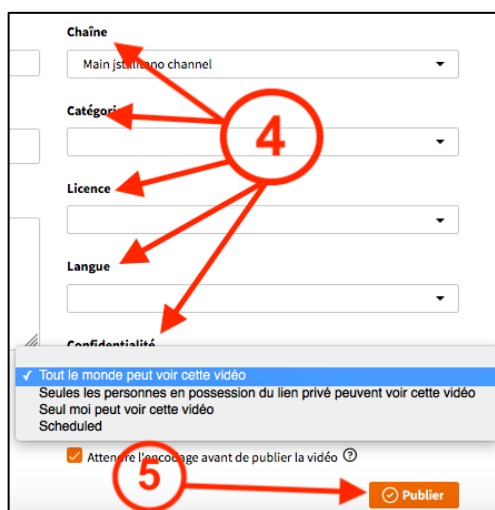 Chaîne
Main jstallitano channel
Catégorie
4
Licence
Langue
Confidentialité
✓ Tout le monde peut voir cette vidéo
Seules les personnes en possession du lien privé peuvent voir cette vidéo
Seul moi peut voir cette vidéo
Scheduled
Attendre l'encodage avant de publier la vidéo ?
5
Publier